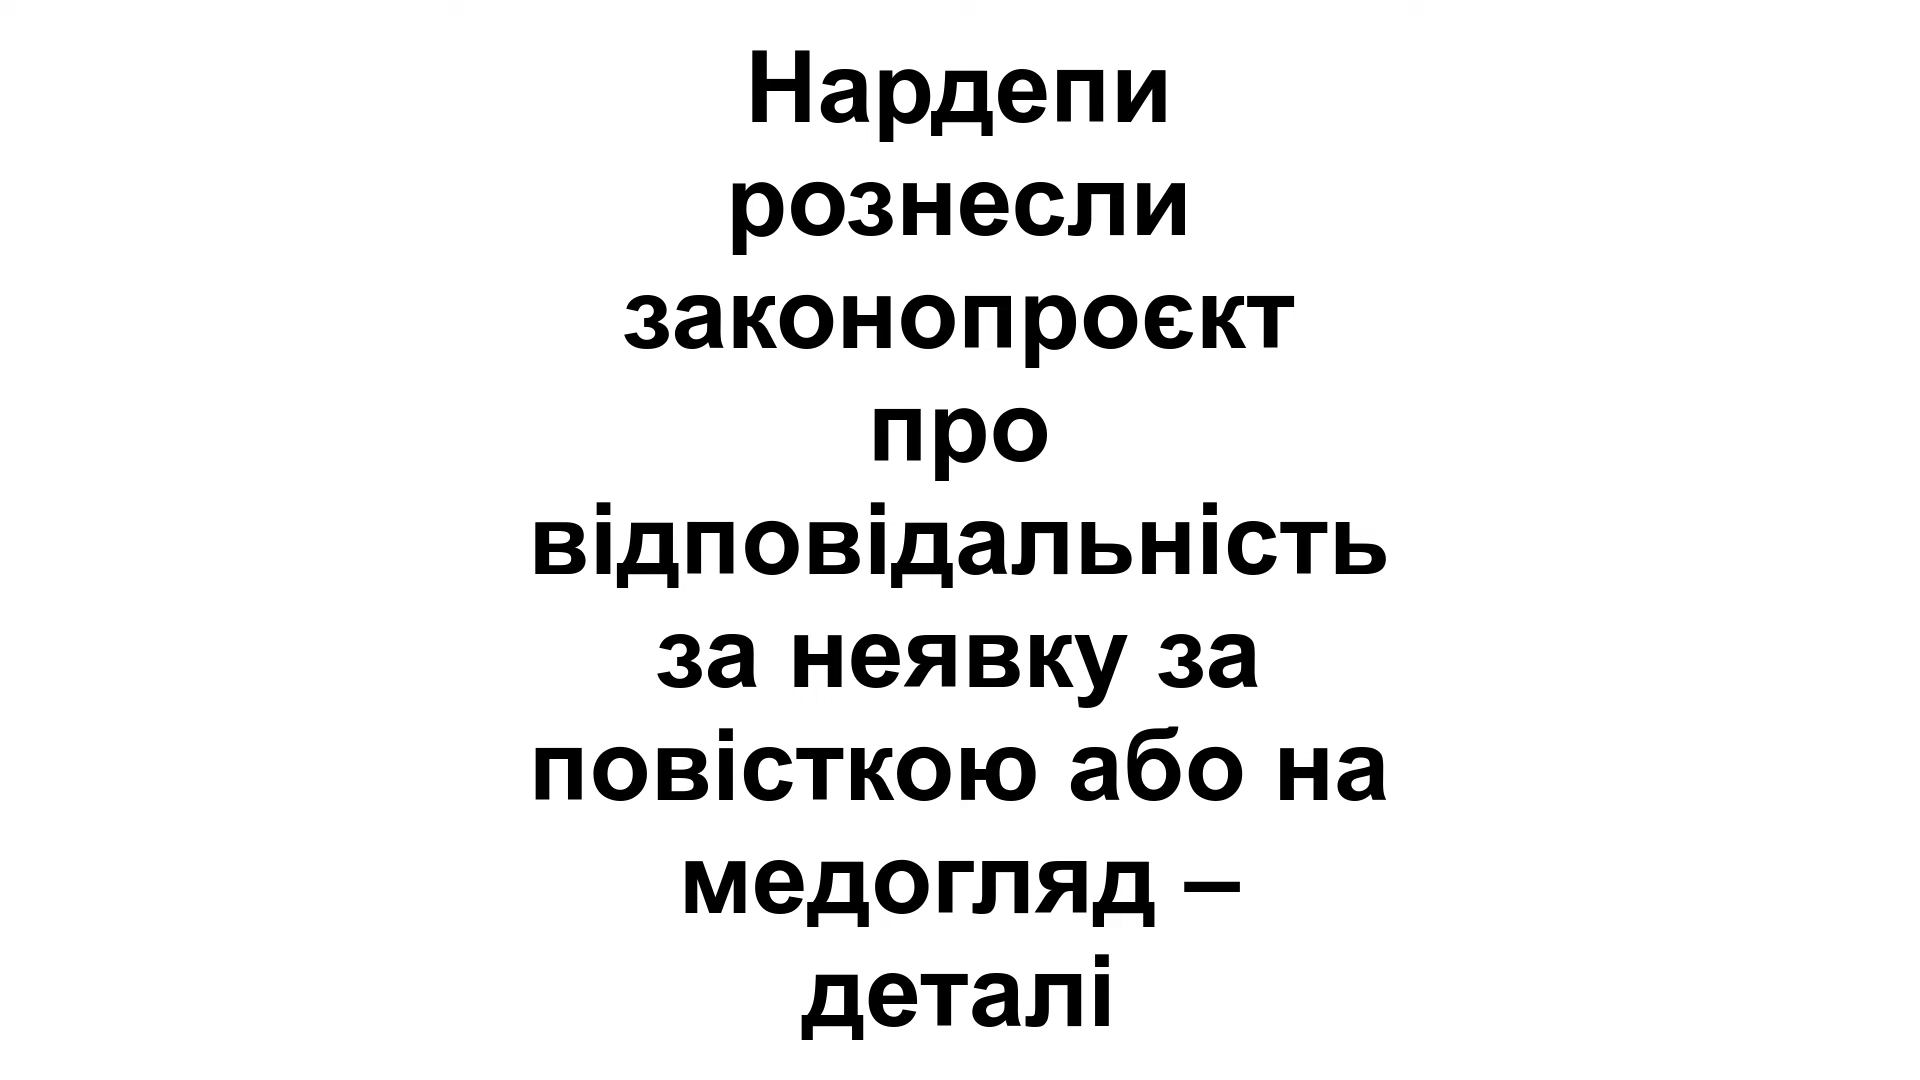 Нардепи
рознесли
законопроєкт
про
відповідальність
за неявку за
повісткою або на
медогляд –
деталі